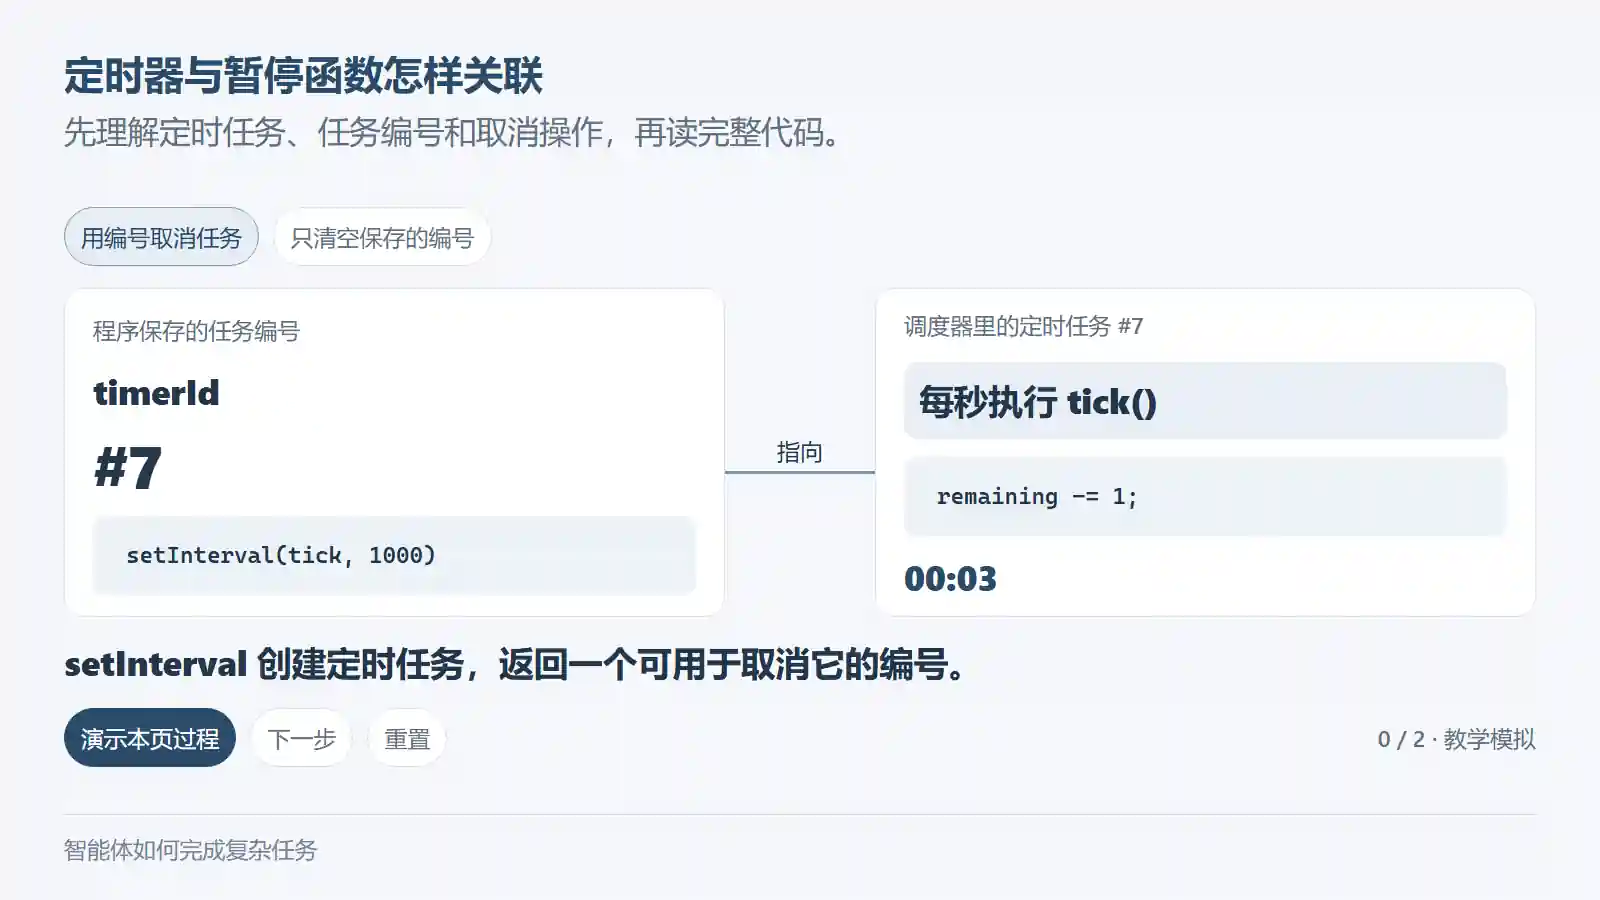 定时器与暂停函数怎样关联
先理解定时任务、任务编号和取消操作，再读完整代码。
用编号取消任务
只清空保存的编号
程序保存的任务编号
timerId
#7
setInterval(tick, 1000)
指向
调度器里的定时任务 #7
每秒执行 tick()
remaining -= 1;
00:03
setInterval 创建定时任务，返回一个可用于取消它的编号。
演示本页过程
下一步
重置
0 / 2 · 教学模拟
智能体如何完成复杂任务